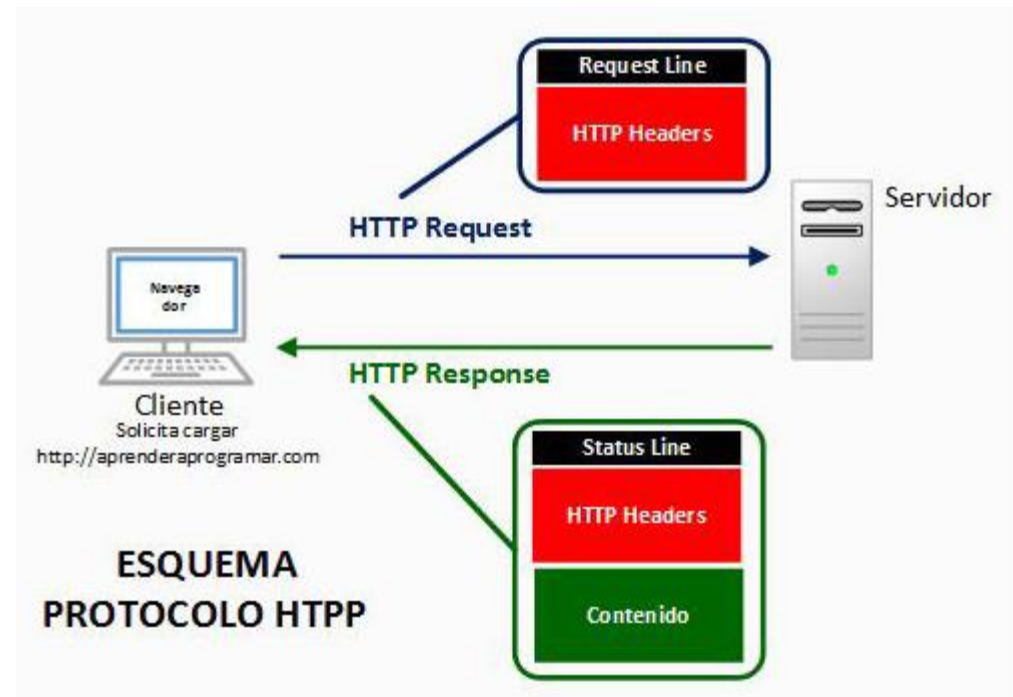 Request Line
HTTP Headers
Servidor
HTTP Request
Navega
dor
HTTP Response
Cliente
Solicita cargar
http://aprenderaprogramar.com
Status Line
HTTP Headers
Contenido
ESQUEMA
PROTOCOLO HTPP